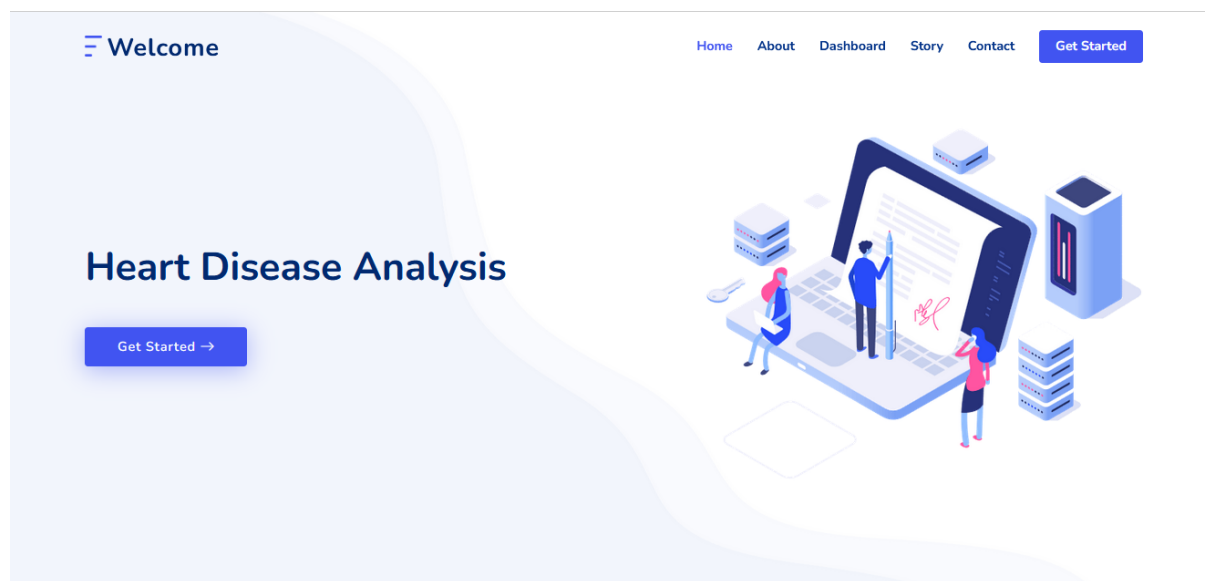 Welcome
Home About Dashboard Story Contact Get Started
Heart Disease Analysis
Get Started →